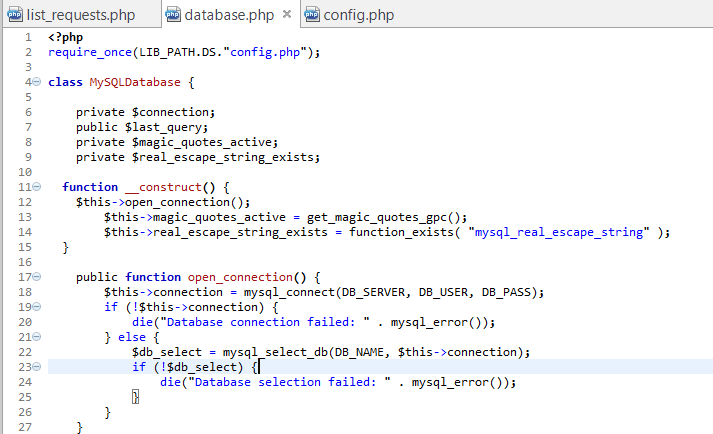 list_requests.php database.php config.php
1 <?php
2 require_once(LIB_PATH.DS."config.php");
3
4 class MySQLDatabase {
5
6 private $connection;
7 public $last_query;
8 private $magic_quotes_active;
9 private $real_escape_string_exists;
10
11 function __construct() {
12 $this->open_connection();
13 $this->magic_quotes_active = get_magic_quotes_gpc();
14 $this->real_escape_string_exists = function_exists( "mysql_real_escape_string" );
15 }
16
17 public function open_connection() {
18 $this->connection = mysql_connect(DB_SERVER, DB_USER, DB_PASS);
19 if (!$this->connection) {
20 die("Database connection failed: " . mysql_error());
21 } else {
22 $db_select = mysql_select_db(DB_NAME, $this->connection);
23 if (!$db_select) {
24 die("Database selection failed: " . mysql_error());
25 }
26 }
27 }